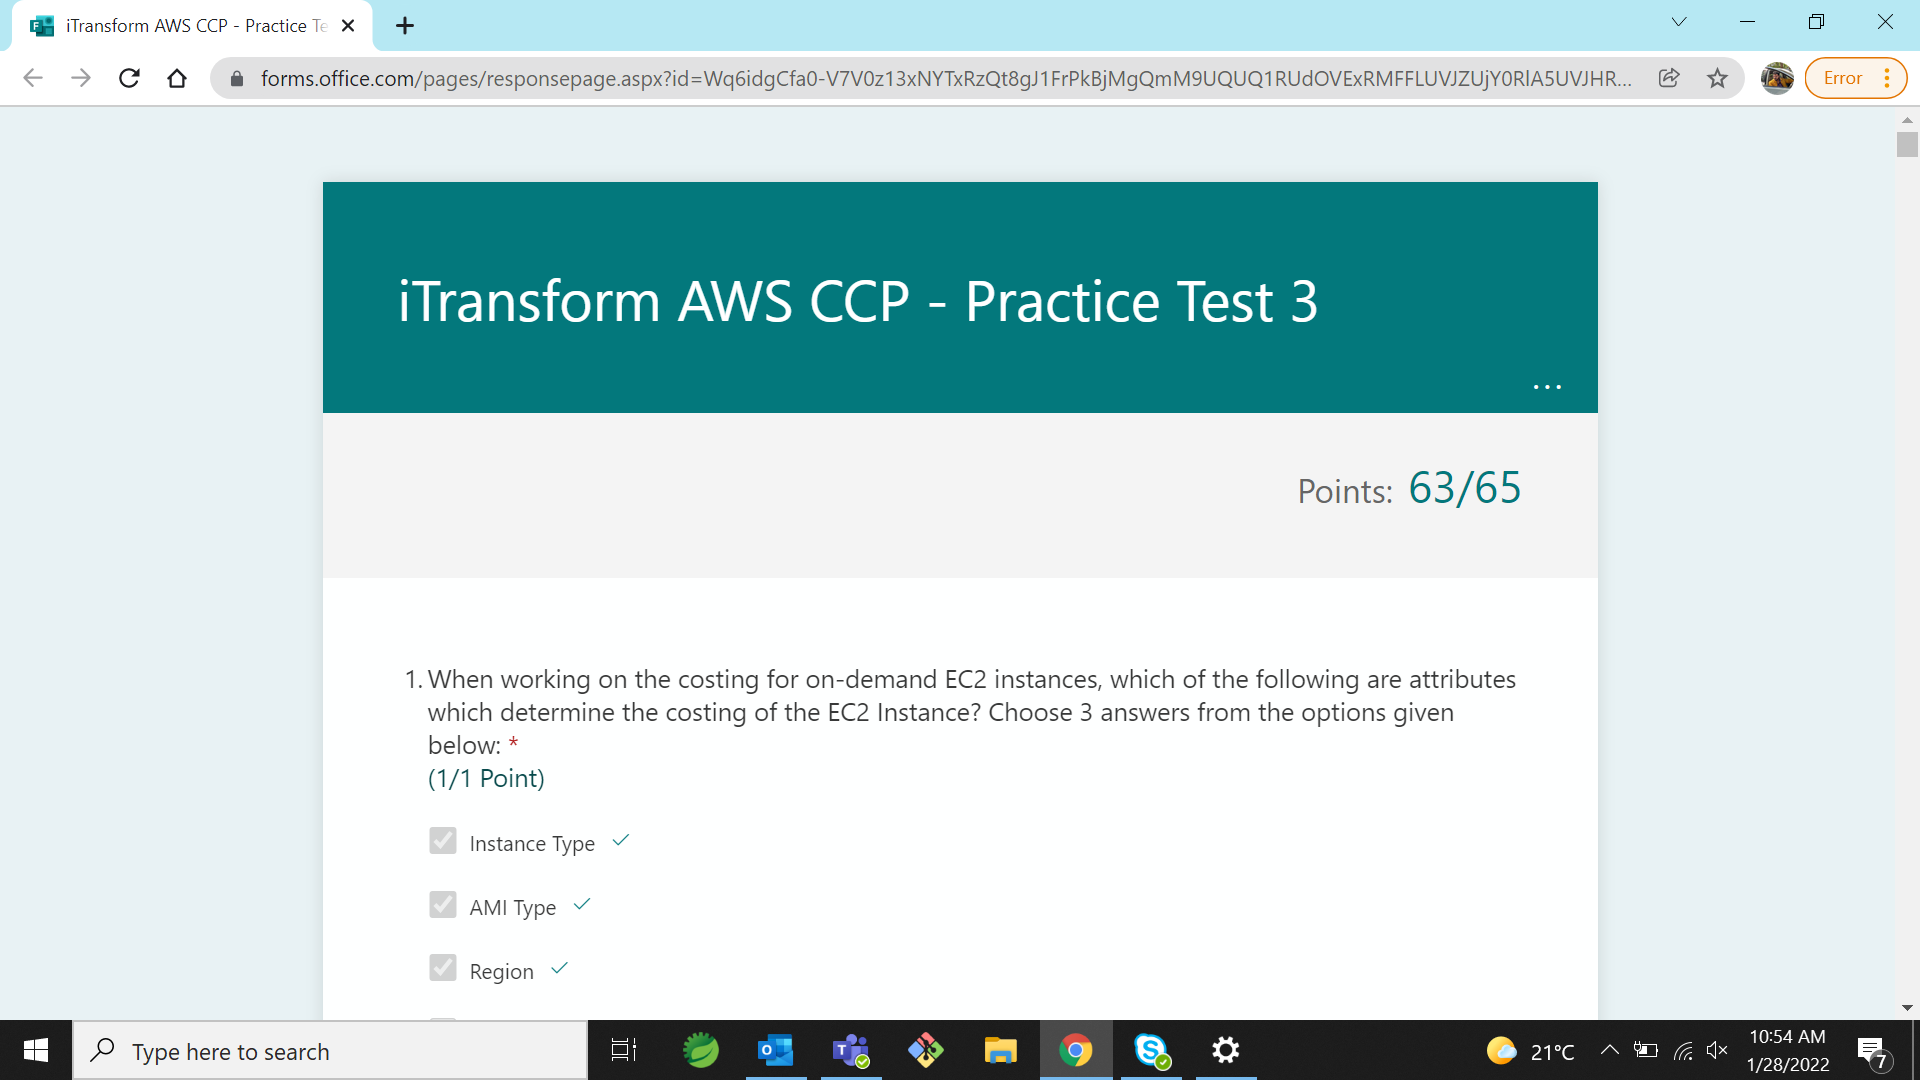 iTransform AWS CCP - Practice Te
forms.office.com/pages/responsepage.aspx?id=Wq6idgCfa0-V7V0z13xNYTxRzQt8gJ1FrPkBjMgQmM9UQUQ1RUdOVExRMFFLUVJZUjY0RlA5UVJHR...
Error
iTransform AWS CCP - Practice Test 3
...
Points: 63/65
1. When working on the costing for on-demand EC2 instances, which of the following are attributes
which determine the costing of the EC2 Instance? Choose 3 answers from the options given
below: *
(1/1 Point)
Instance Type
AMI Type
Region
Type here to search
21°C
10:54 AM
1/28/2022
7